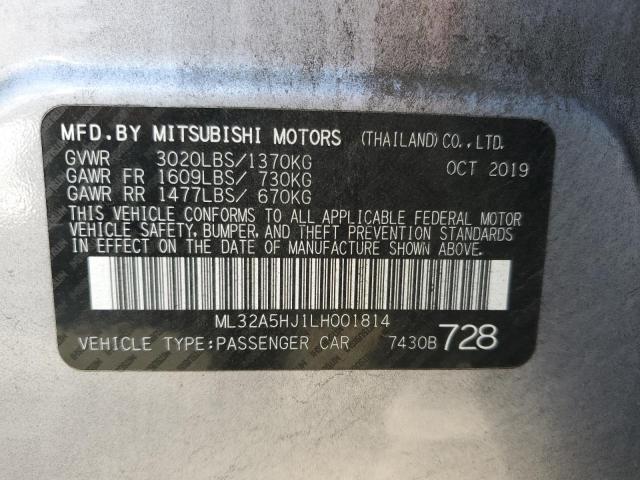 MFD.BY MITSUBISHI MOTORS (THAILAND) CO.,LTD.
GVWR 3020LBS/1370KG OCT 2019
GAWR FR 1609LBS/ 730KG
GAWR RR 1477LBS/ 670KG
THIS VEHICLE CONFORMS TO ALL APPLICABLE FEDERAL MOTOR
VEHICLE SAFETY, BUMPER, AND THEFT PREVENTION STANDARDS
IN EFFECT ON THE DATE OF MANUFACTURE SHOWN ABOVE.
ML32A5HJ1LH001814
VEHICLE TYPE:PASSENGER CAR 7430B 728